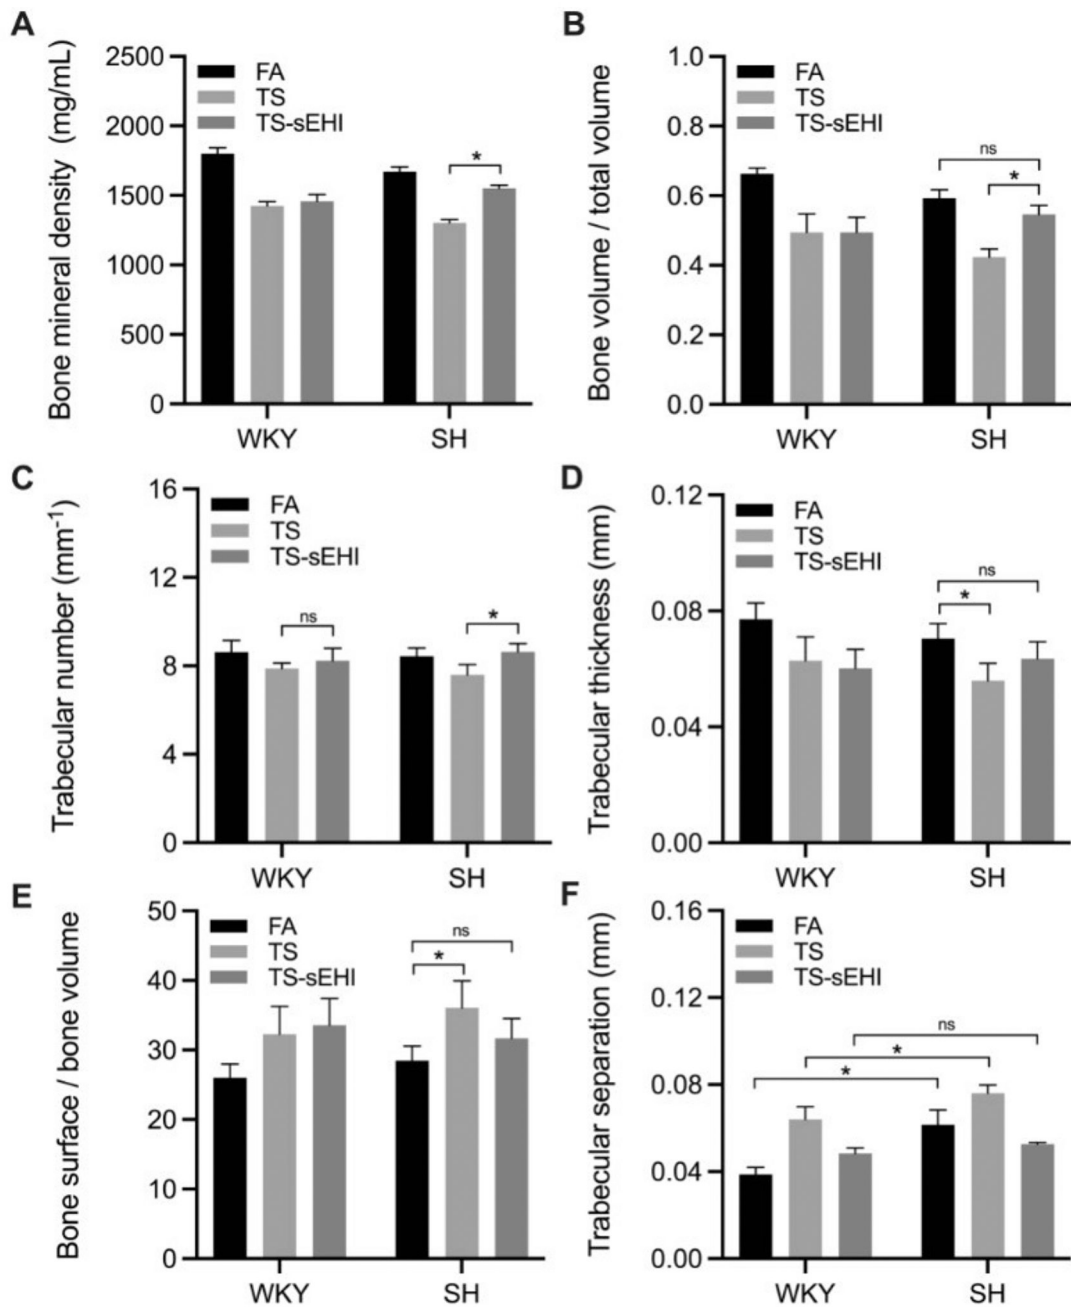 A
Bone mineral density (mg/mL)
2500
2000
1500
1000
500
0
FA
TS
TS-sEHI
*
WKY
SH
B
Bone volume / total volume
1.0
0.8
0.6
0.4
0.2
0.0
FA
TS
TS-sEHI
ns
*
WKY
SH
C
Trabecular number (mm⁻¹)
16
12
8
4
0
FA
TS
TS-sEHI
ns
*
WKY
SH
D
Trabecular thickness (mm)
0.12
0.08
0.04
0.00
FA
TS
TS-sEHI
ns
*
WKY
SH
E
Bone surface / bone volume
50
40
30
20
10
0
FA
TS
TS-sEHI
ns
*
WKY
SH
F
Trabecular separation (mm)
0.16
0.12
0.08
0.04
0.00
FA
TS
TS-sEHI
ns
*
*
WKY
SH